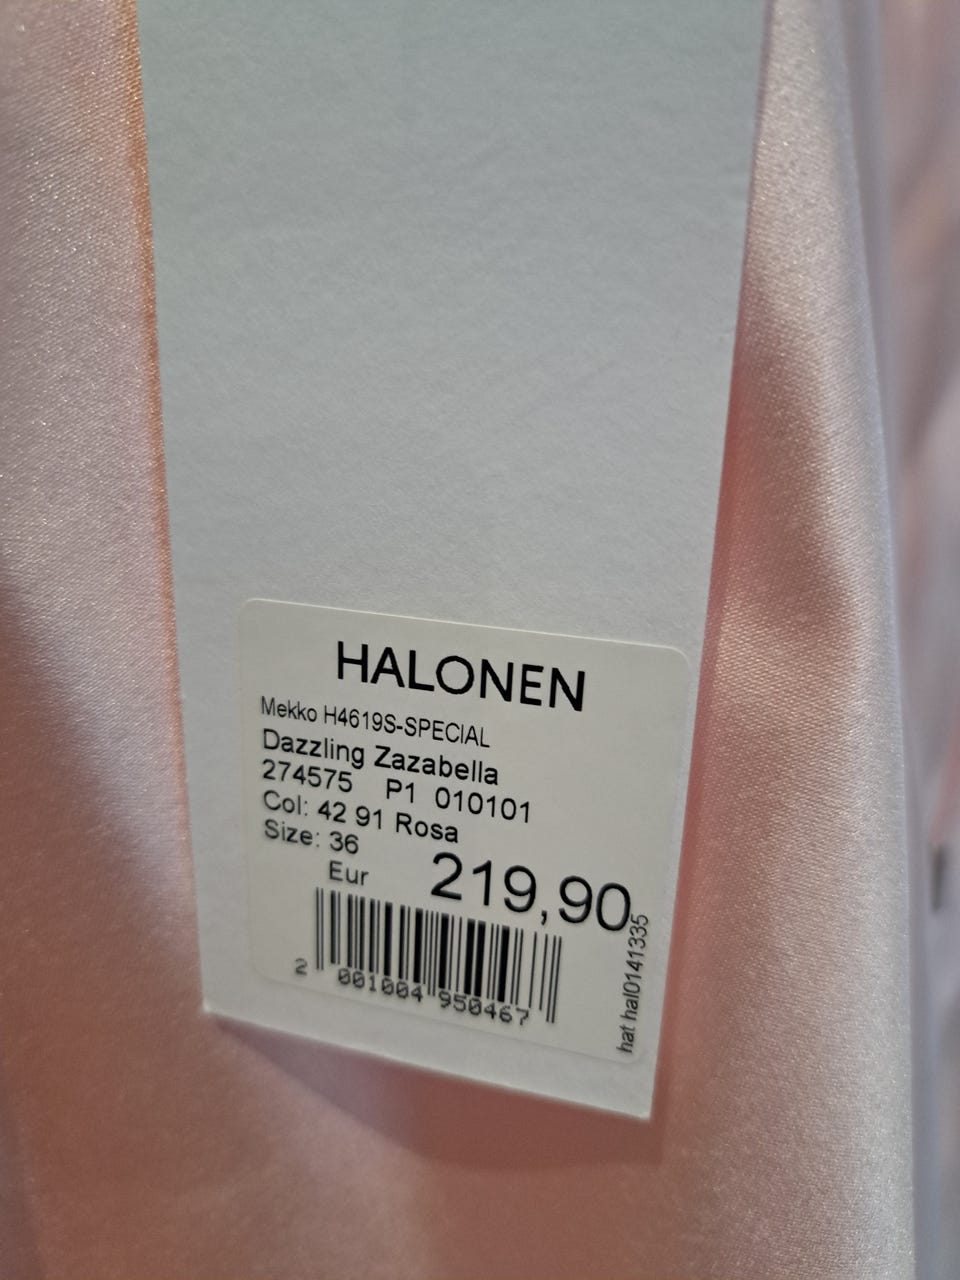 HALONEN
Mekko H4619S-SPECIAL
Dazzling Zazabella
274575 P1 010101
Col: 42 91 Rosa
Size: 36
Eur 219,90
2 001004 950467
hat hal0141335